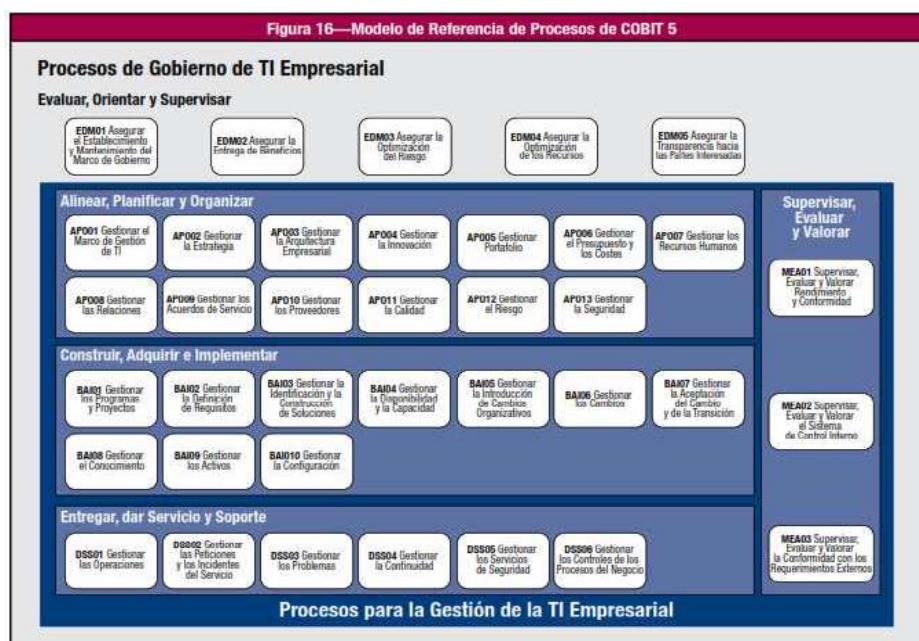 Figura 16—Modelo de Referencia de Procesos de COBIT 5
Procesos de Gobierno de TI Empresarial
Evaluar, Orientar y Supervisar
EDM01 Asegurar
el Establecimiento
y Mantenimiento del
Marco de Gobierno
EDM02 Asegurar la
Entrega de Beneficios
EDM03 Asegurar la
Optimización
del Riesgo
EDM04 Asegurar la
Optimización
de los Recursos
EDM05 Asegurar la
Transparencia hacia
las Partes Interesadas
Alinear, Planificar y Organizar
APO01 Gestionar el
Marco de Gestión
de TI
APO02 Gestionar
la Estrategia
APO03 Gestionar
la Arquitectura
Empresarial
APO04 Gestionar
la Innovación
APO05 Gestionar
Portafolio
APO06 Gestionar
el Presupuesto y
los Costes
APO07 Gestionar los
Recursos Humanos
APO08 Gestionar
las Relaciones
APO09 Gestionar los
Acuerdos de Servicio
APO10 Gestionar
los Proveedores
APO11 Gestionar
la Calidad
APO12 Gestionar
el Riesgo
APO13 Gestionar
la Seguridad
Construir, Adquirir e Implementar
BAI01 Gestionar
los Programas
y Proyectos
BAI02 Gestionar
la Definición
de Requisitos
BAI03 Gestionar la
Identificación y la
Construcción
de Soluciones
BAI04 Gestionar
la Disponibilidad
y la Capacidad
BAI05 Gestionar
la Introducción
de Cambios
Organizativos
BAI06 Gestionar
los Cambios
BAI07 Gestionar
la Aceptación
del Cambio
y de la Transición
BAI08 Gestionar
el Conocimiento
BAI09 Gestionar
los Activos
BAI010 Gestionar
la Configuración
Entregar, dar Servicio y Soporte
DSS01 Gestionar
las Operaciones
DSS02 Gestionar
las Peticiones
y los Incidentes
del Servicio
DSS03 Gestionar
los Problemas
DSS04 Gestionar
la Continuidad
DSS05 Gestionar
los Servicios
de Seguridad
DSS06 Gestionar
los Controles de los
Procesos del Negocio
Supervisar,
Evaluar
y Valorar
MEA01 Supervisar,
Evaluar y Valorar
Rendimiento
y Conformidad
MEA02 Supervisar,
Evaluar y Valorar
el Sistema
de Control Interno
MEA03 Supervisar,
Evaluar y Valorar
la Conformidad con los
Requerimientos Externos
Procesos para la Gestión de la TI Empresarial